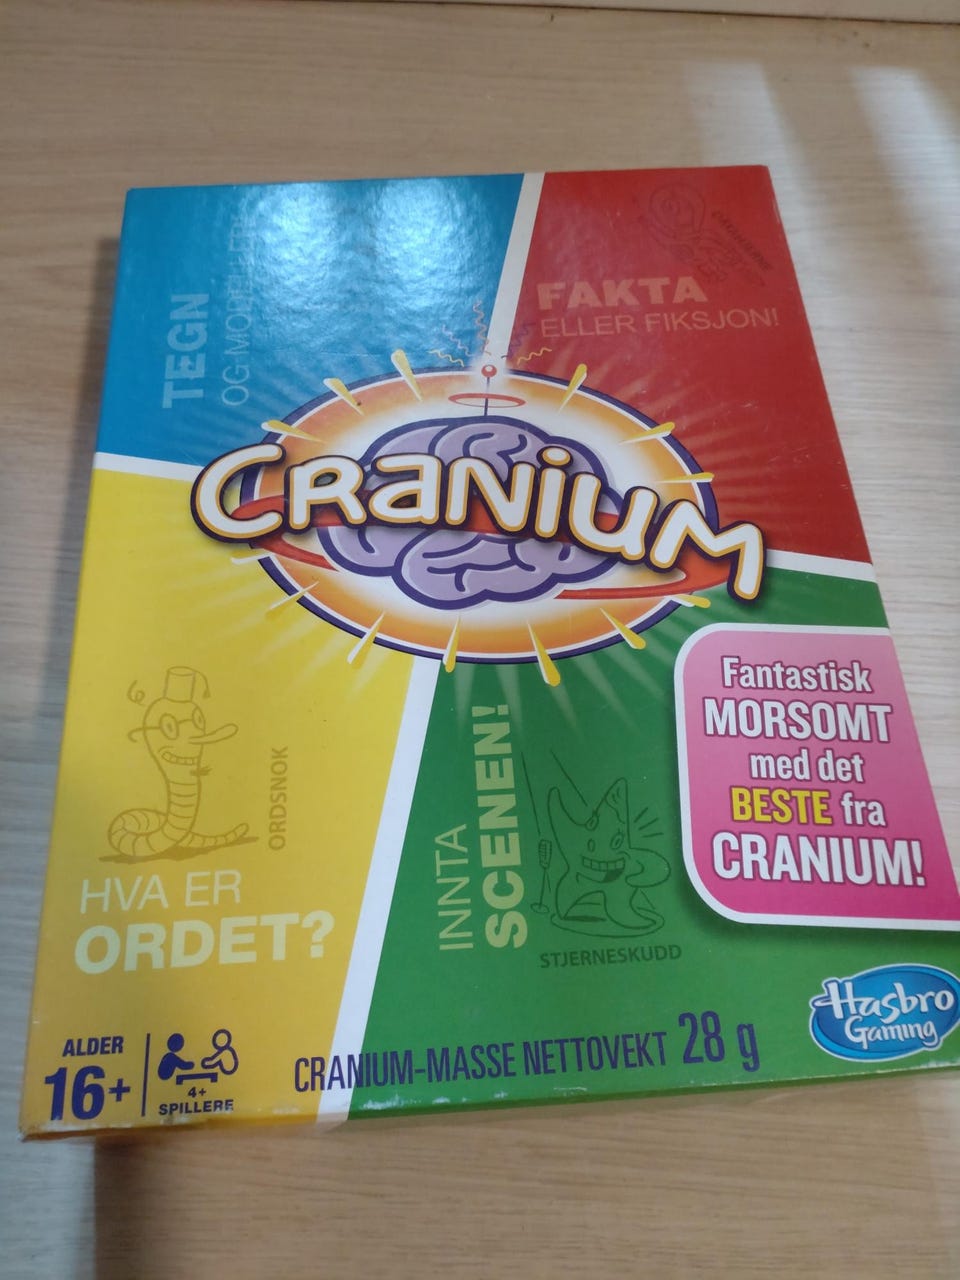 TEGN
OG MODELLER
FAKTA
ELLER FIKSJON!
CRANIUM
Fantastisk
MORSOMT
med det
BESTE fra
CRANIUM!
ORDSNOK
HVA ER
ORDET?
INNTA
SCENEN!
STJERNESKUDD
Hasbro
Gaming
ALDER
16+
4+
SPILLERE
CRANIUM-MASSE NETTOVEKT 28 g